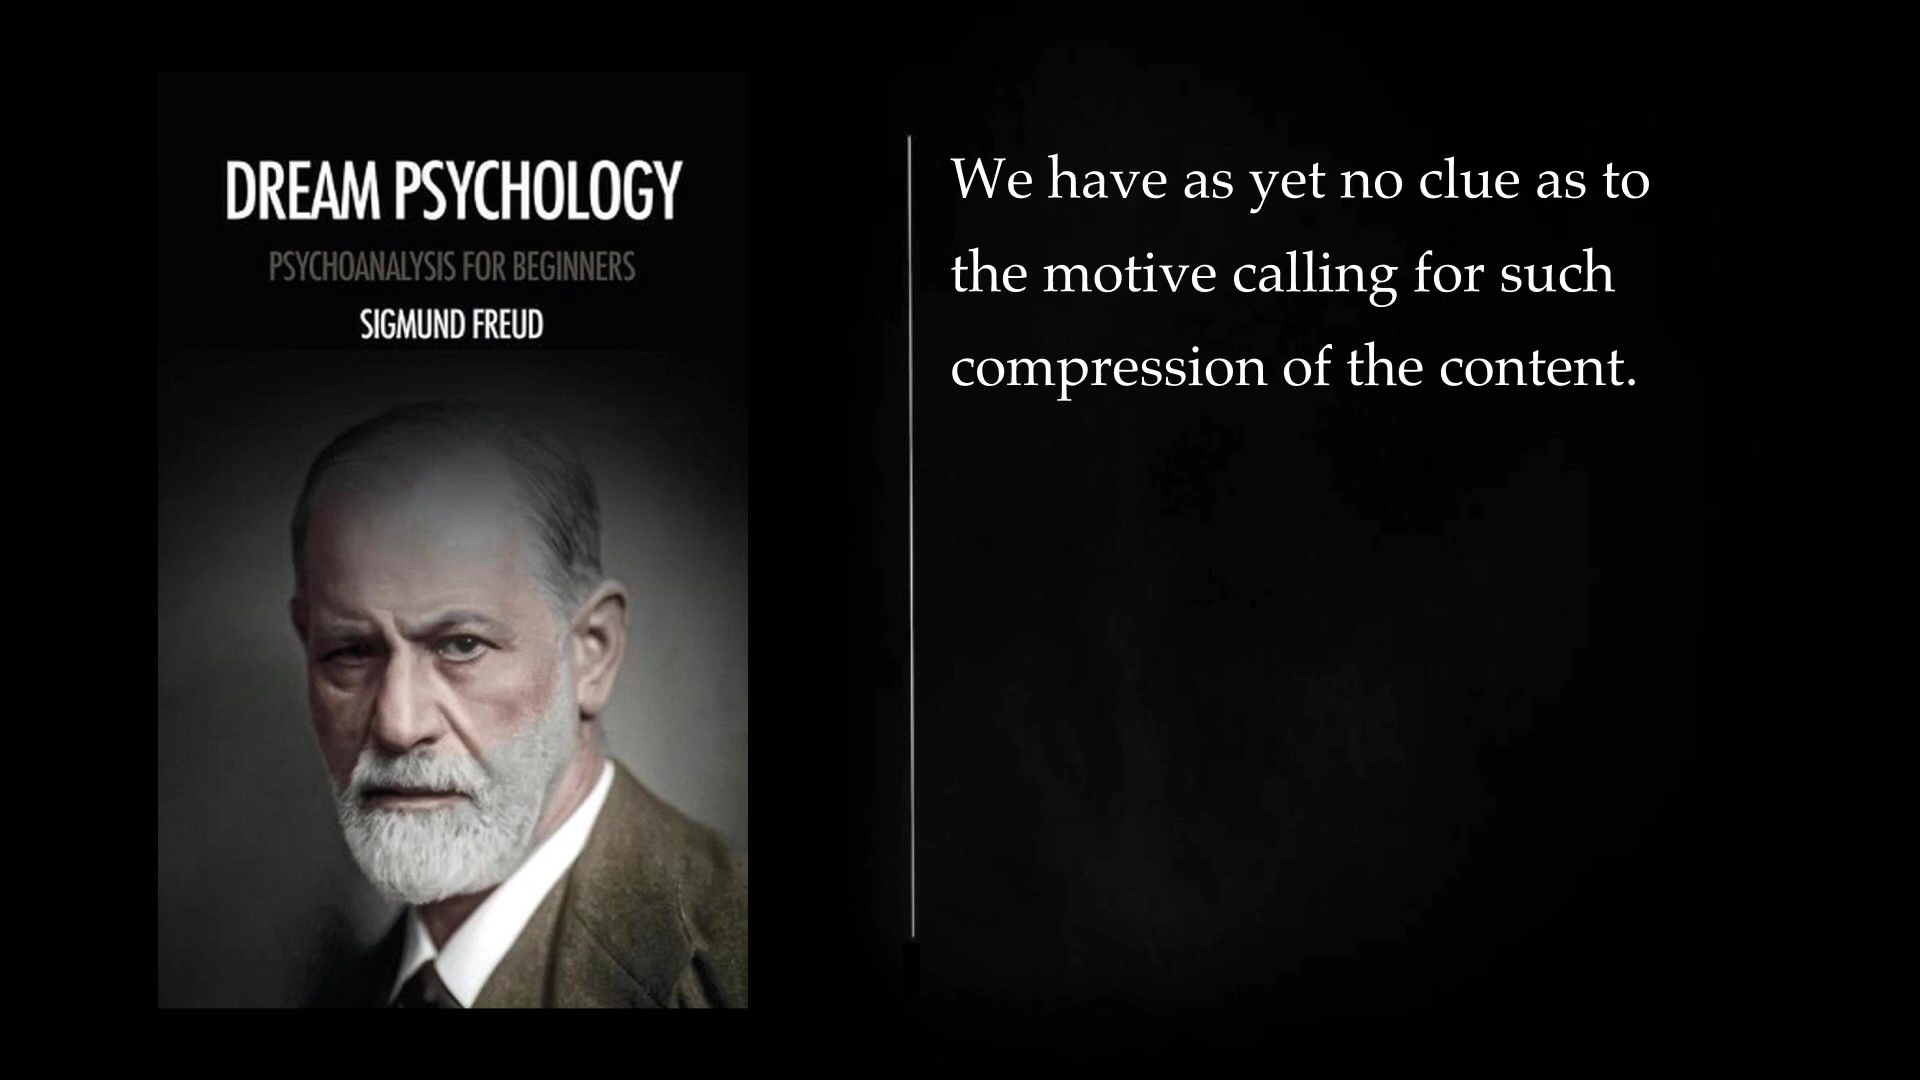 DREAM PSYCHOLOGY
PSYCHOANALYSIS FOR BEGINNERS
SIGMUND FREUD
We have as yet no clue as to
the motive calling for such
compression of the content.